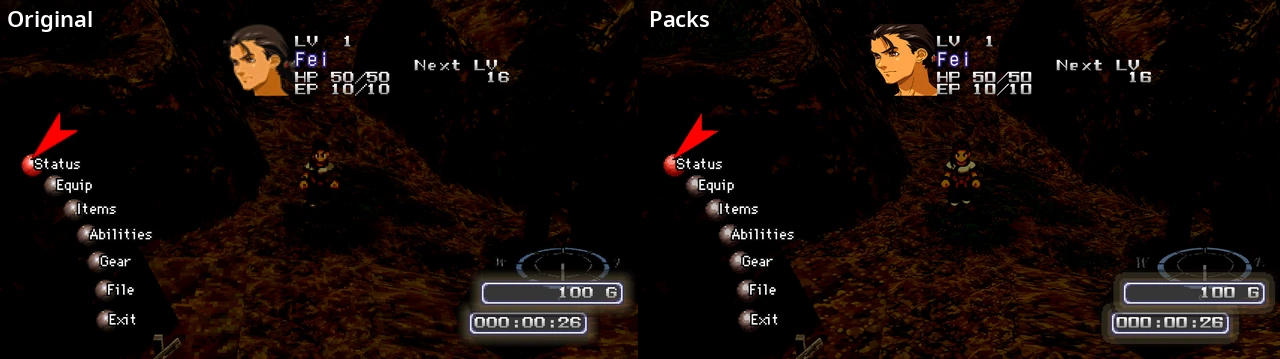 Original
LV 1
Fei
HP 50/50
EP 10/10
Next LV
16
Status
Equip
Items
Abilities
Gear
File
Exit
W
100 G
000:00:26
Packs
LV 1
Fei
HP 50/50
EP 10/10
Next LV
16
Status
Equip
Items
Abilities
Gear
File
Exit
100 G
000:00:26